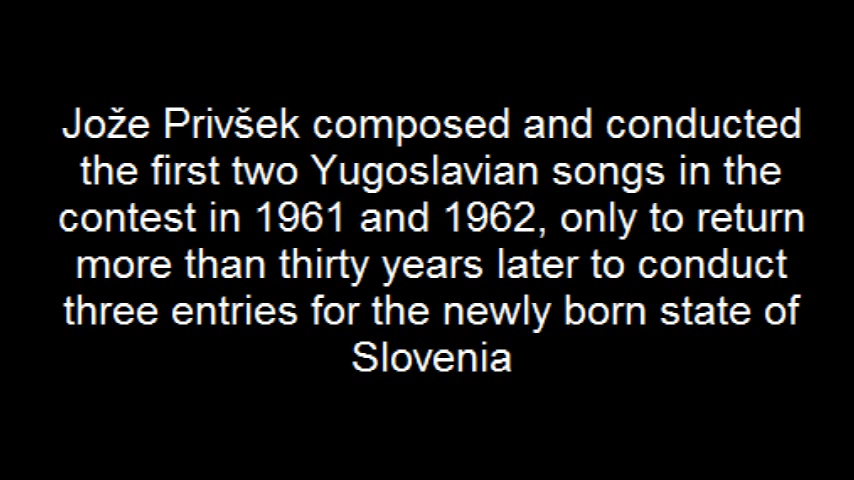 Jože Privšek composed and conducted
the first two Yugoslavian songs in the
contest in 1961 and 1962, only to return
more than thirty years later to conduct
three entries for the newly born state of
Slovenia